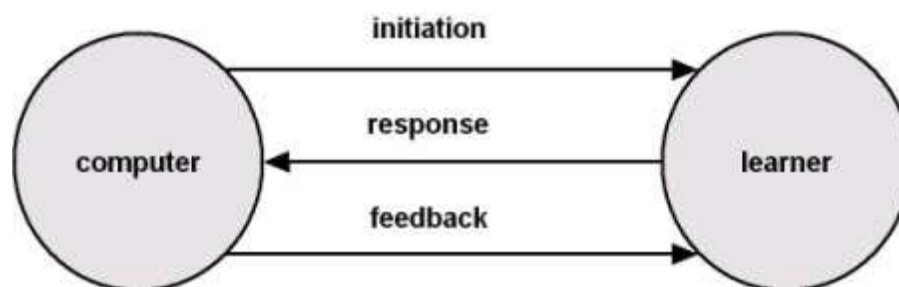 initiation
response
computer
learner
feedback